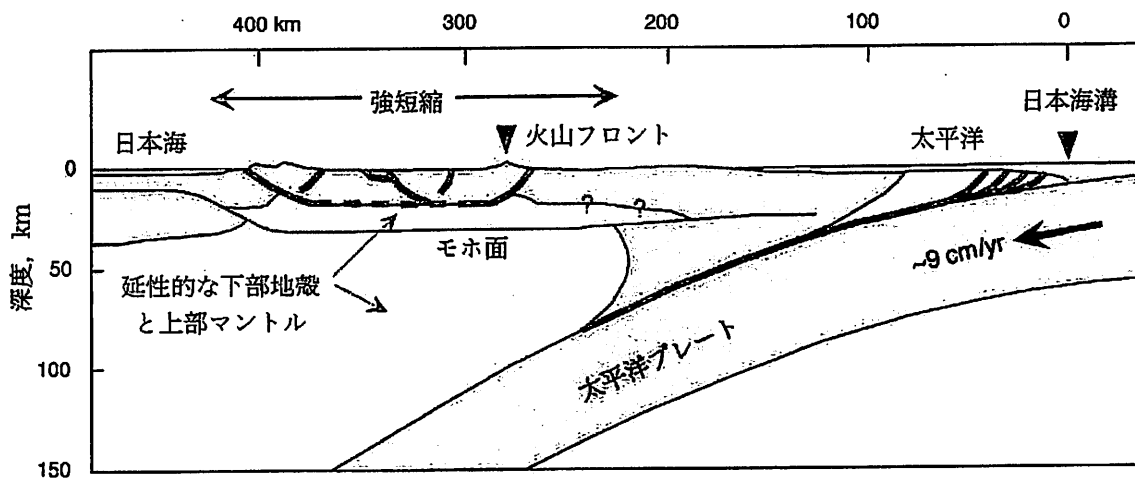 400 km 300 200 100 0
強短縮
日本海溝
日本海
火山フロント
太平洋
0
? ?
モホ面
~9 cm/yr
50
深度, km
延性的な下部地殻
と上部マントル
太平洋プレート
100
150